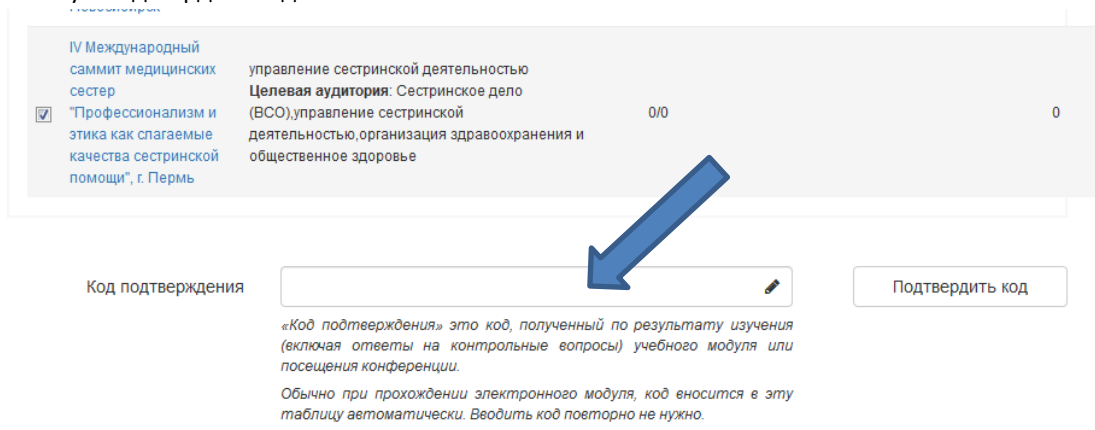 IV Международный
саммит медицинских
сестер
"Профессионализм и
этика как слагаемые
качества сестринской
помощи", г. Пермь
управление сестринской деятельностью
Целевая аудитория: Сестринское дело
(ВСО),управление сестринской
деятельностью,организация здравоохранения и
общественное здоровье
0/0
0
Код подтверждения
Подтвердить код
«Код подтверждения» это код, полученный по результату изучения
(включая ответы на контрольные вопросы) учебного модуля или
посещения конференции.
Обычно при прохождении электронного модуля, код вносится в эту
таблицу автоматически. Вводить код повторно не нужно.